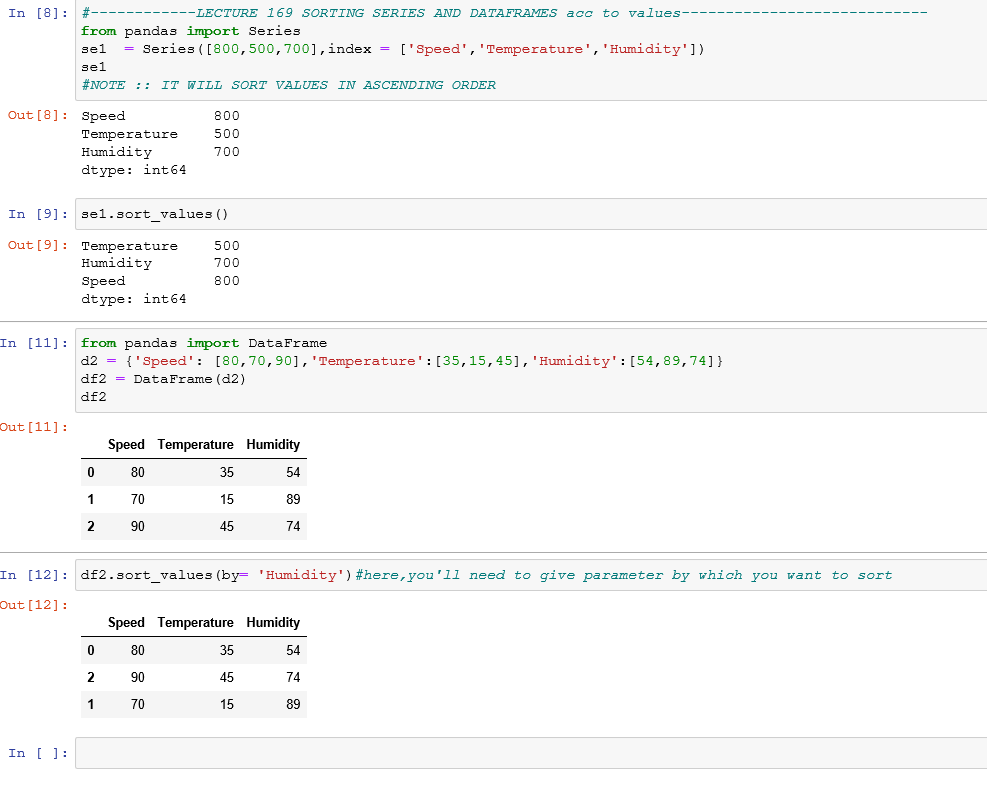 In [8]: #------------LECTURE 169 SORTING SERIES AND DATAFRAMES acc to values----------------------------
from pandas import Series
se1  = Series([800,500,700],index = ['Speed','Temperature','Humidity'])
se1
#NOTE :: IT WILL SORT VALUES IN ASCENDING ORDER
Out[8]: Speed          800
Temperature    500
Humidity       700
dtype: int64
In [9]: se1.sort_values()
Out[9]: Temperature    500
Humidity       700
Speed          800
dtype: int64
In [11]: from pandas import DataFrame
d2 = {'Speed': [80,70,90],'Temperature':[35,15,45],'Humidity':[54,89,74]}
df2 = DataFrame(d2)
df2
Out[11]:
Speed Temperature Humidity
0 80 35 54
1 70 15 89
2 90 45 74
In [12]: df2.sort_values(by= 'Humidity')#here,you'll need to give parameter by which you want to sort
Out[12]:
Speed Temperature Humidity
0 80 35 54
2 90 45 74
1 70 15 89
In [ ]: